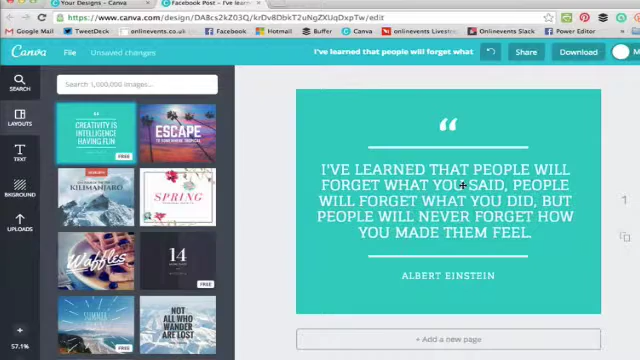 Your Designs – Canva
Facebook Post – Canva
https://www.canva.com/design/DABcs2kZ03Q/krDv8DbkT2uNgZXUqDxpTw/edit
Google Mail
TweetDeck
onlinevents.co.uk
Facebook
Hotmail
Buffer
Canva
onlinevents Livestorm
Onlinevents Slack
Power Editor
Canva
File
Unsaved changes
I've learned that people will forget what
Share
Download
M
SEARCH
LAYOUTS
TEXT
BKGROUND
UPLOADS
57.1%
Search 1,000,000 images...
CREATIVITY IS
INTELLIGENCE
HAVING FUN
FREE
ESCAPE
KILIMANJARO
SPRING
Waffles
14
FREE
SUMMER
FREE
NOT ALL
WHO WANDER
ARE LOST
“
I'VE LEARNED THAT PEOPLE WILL
FORGET WHAT YOU SAID, PEOPLE
WILL FORGET WHAT YOU DID, BUT
PEOPLE WILL NEVER FORGET HOW
YOU MADE THEM FEEL.
ALBERT EINSTEIN
1
+ Add a new page